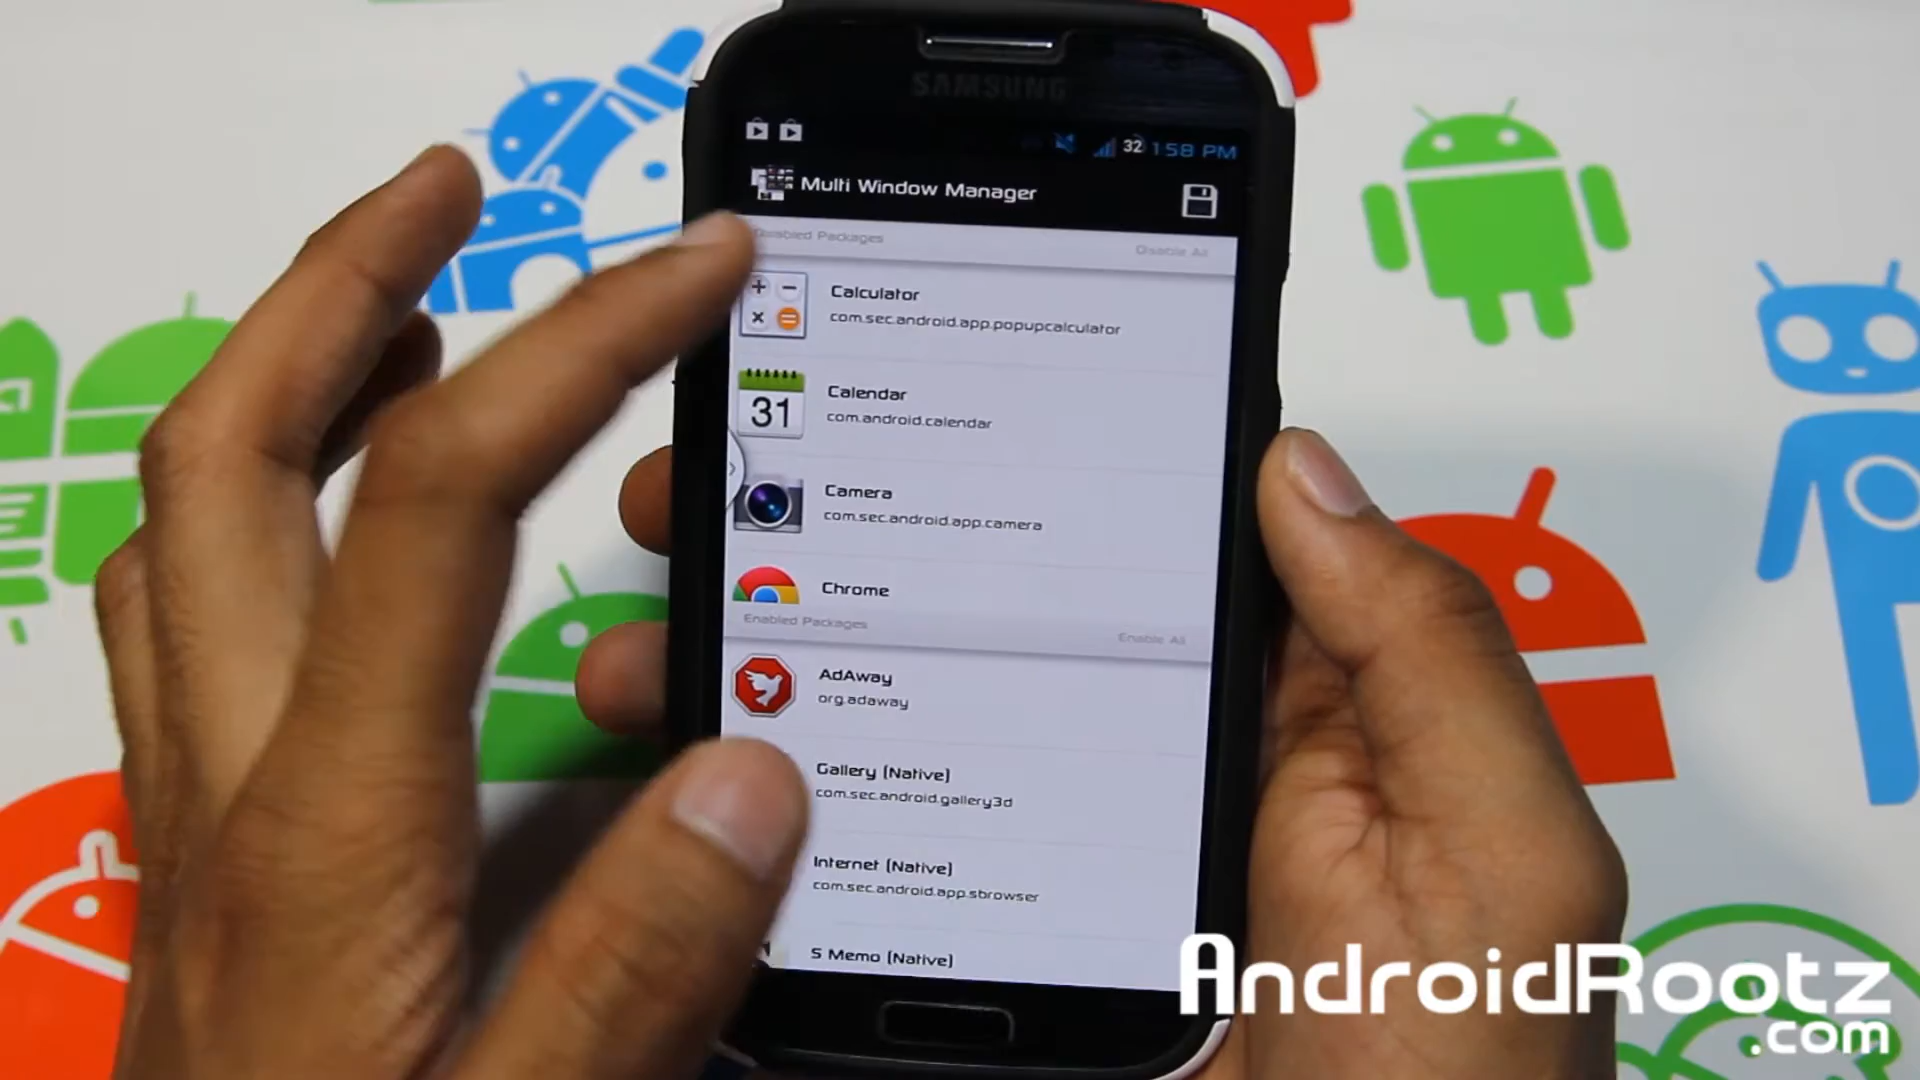 SAMSUNG
32 1:58 PM
Multi Window Manager
Disabled Packages Disable All
Calculator
com.sec.android.app.popupcalculator
31
Calendar
com.android.calendar
Camera
com.sec.android.app.camera
Chrome
Enabled Packages Enable All
AdAway
org.adaway
Gallery (Native)
com.sec.android.gallery3d
Internet (Native)
com.sec.android.app.sbrowser
S Memo (Native)
AndroidRootz
.com